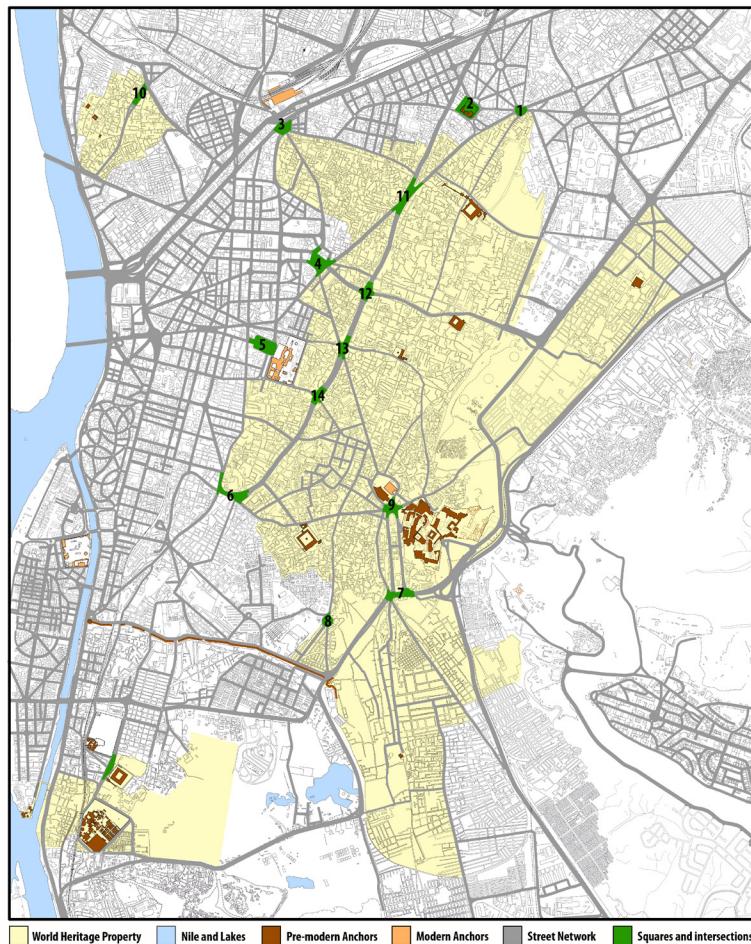 10
2
1
3
11
4
12
5
13
14
6
9
7
8
World Heritage Property
Nile and Lakes
Pre-modern Anchors
Modern Anchors
Street Network
Squares and intersections